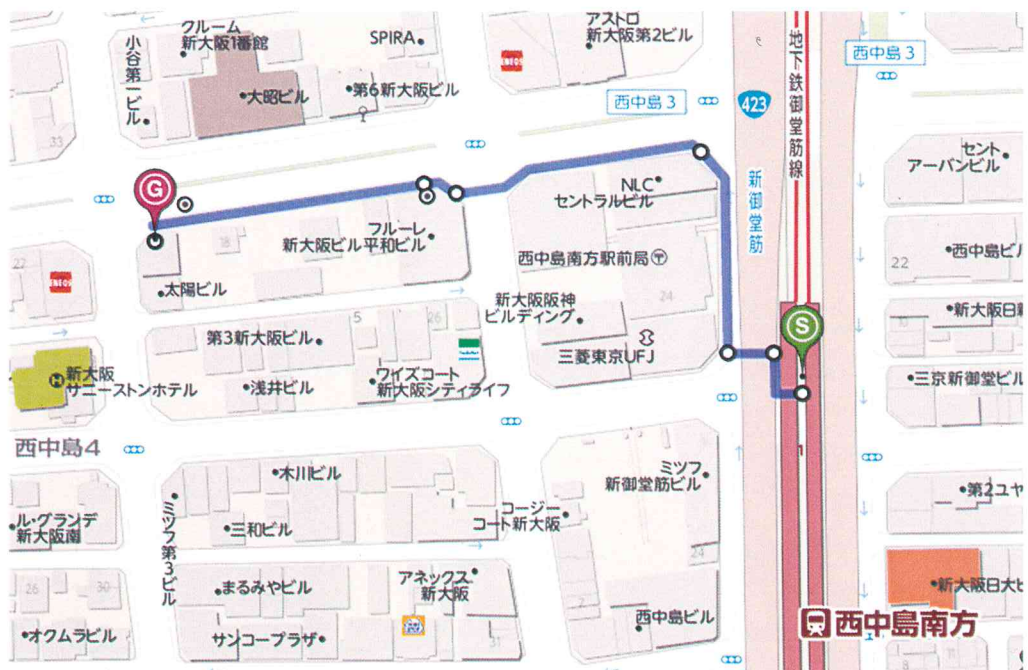 クルーム
新大阪1番館
小谷第一ビル
SPIRA
アストロ
新大阪第2ビル
ENEOS
西中島3
地下鉄御堂筋線
大昭ビル
第6新大阪ビル
西中島3
423
33
セント
アーバンビル
G
NLC
セントラルビル
新御堂筋
18
フルーレ
新大阪ビル平和ビル
西中島南方駅前局
22
西中島ビル
27
ENEOS
太陽ビル
24
新大阪阪神
ビルディング
S
新大阪日新
10
第3新大阪ビル
5
26
三菱東京UFJ
FamilyMart
新大阪
サニーストンホテル
H
浅井ビル
ワイズコート
新大阪シティライフ
三京新御堂ビル
西中島4
木川ビル
ミツフ
新御堂筋ビル
1
ル・グランデ
新大阪南
ミツフ第3ビル
三和ビル
コージー
コート新大阪
第2ユヤ
24
26
30
まるみやビル
アネックス
新大阪
7
新大阪日大ビ
オクムラビル
サンコープラザ
31
西中島ビル
西中島南方
11